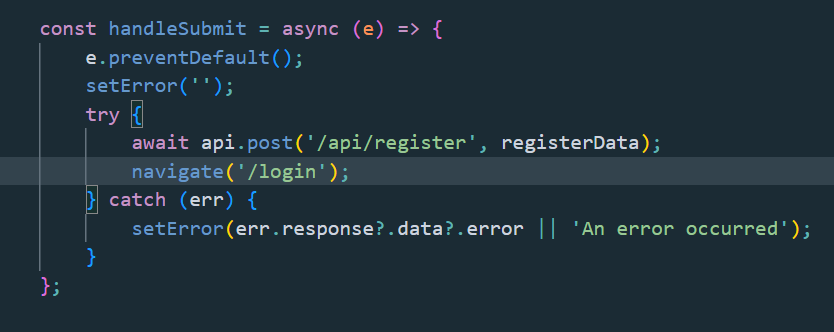 const handleSubmit = async (e) => {
    e.preventDefault();
    setError('');
    try {
        await api.post('/api/register', registerData);
        navigate('/login');
    } catch (err) {
        setError(err.response?.data?.error || 'An error occurred');
    }
};